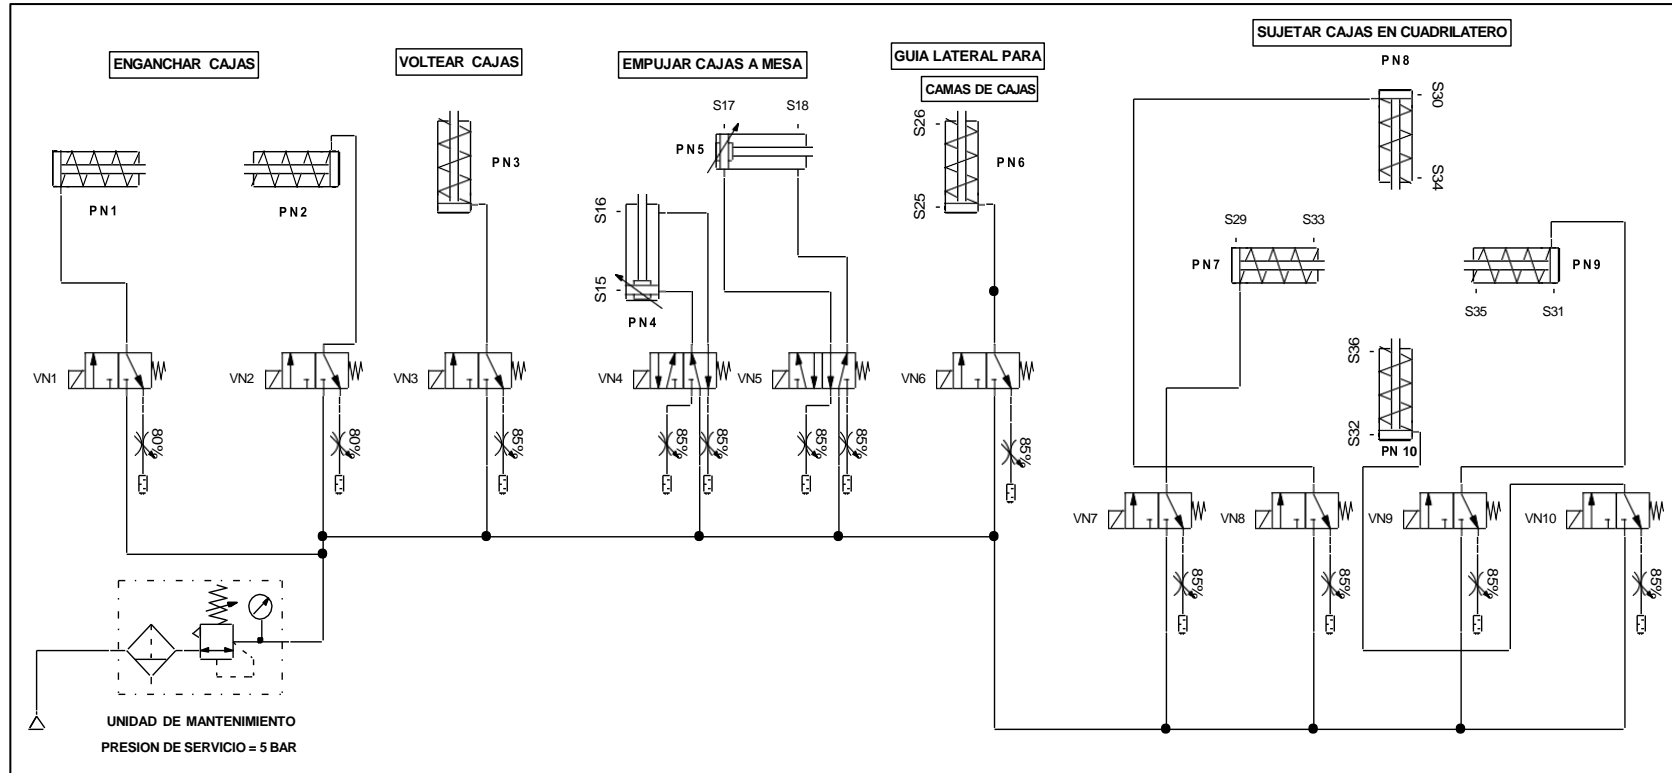 ENGANCHAR CAJAS
VOLTEAR CAJAS
EMPUJAR CAJAS A MESA
GUIA LATERAL PARA
CAMAS DE CAJAS
SUJETAR CAJAS EN CUADRILATERO
PN8
S30
S34
S17
S18
PN5
PN1
PN2
PN3
S16
S15
PN4
S26
S25
PN6
S29
S33
PN7
PN9
S35
S31
S36
S32
PN 10
VN1
VN2
VN3
VN4
VN5
VN6
80%
80%
85%
85%
85%
85%
85%
85%
VN7
VN8
VN9
VN10
85%
85%
85%
85%
UNIDAD DE MANTENIMIENTO
PRESION DE SERVICIO = 5 BAR